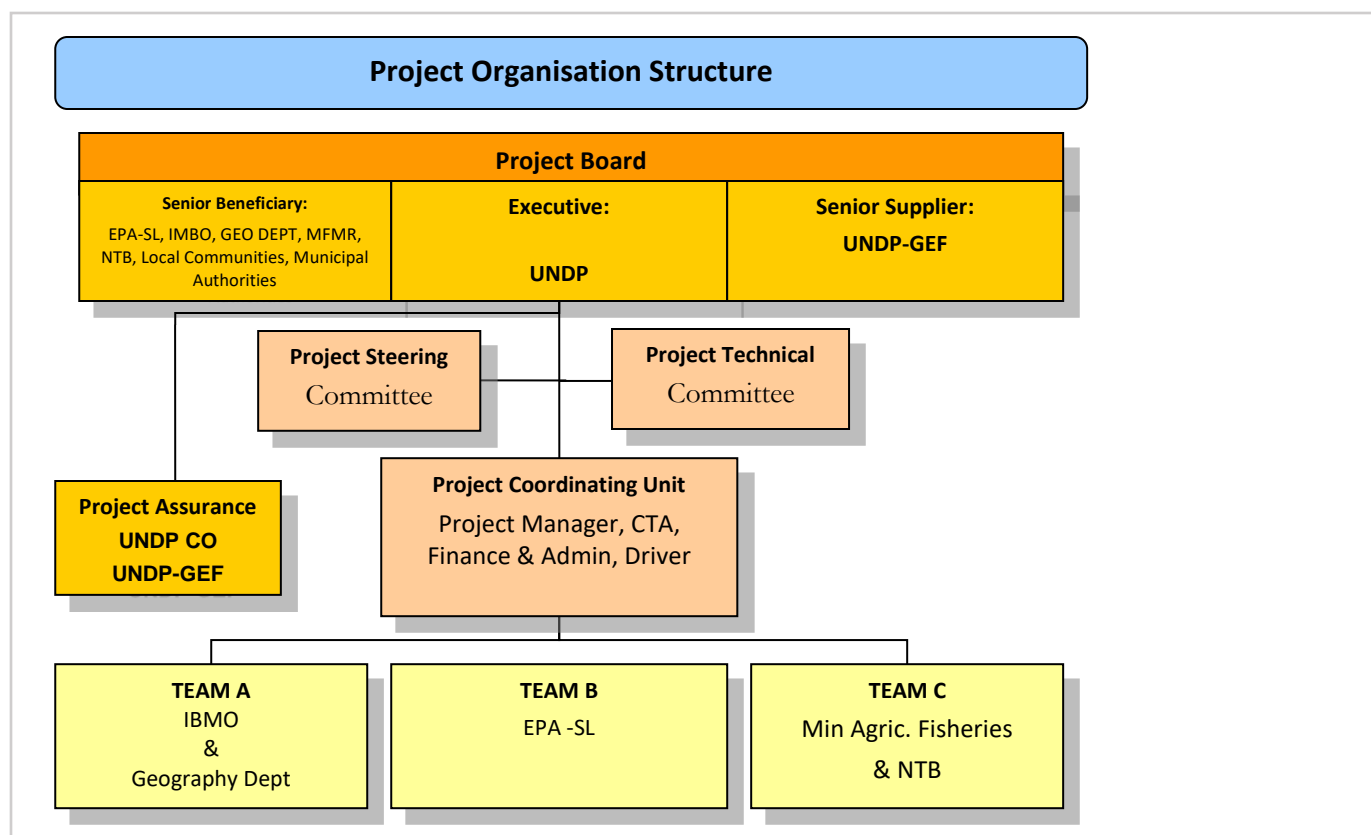 Project Organisation Structure
Project Board
Senior Beneficiary:
EPA-SL, IMBO, GEO DEPT, MFMR,
NTB, Local Communities, Municipal
Authorities
Executive:
UNDP
Senior Supplier:
UNDP-GEF
Project Steering
Committee
Project Technical
Committee
Project Assurance
UNDP CO
UNDP-GEF
Project Coordinating Unit
Project Manager, CTA,
Finance & Admin, Driver
TEAM A
IBMO
&
Geography Dept
TEAM B
EPA -SL
TEAM C
Min Agric. Fisheries
& NTB